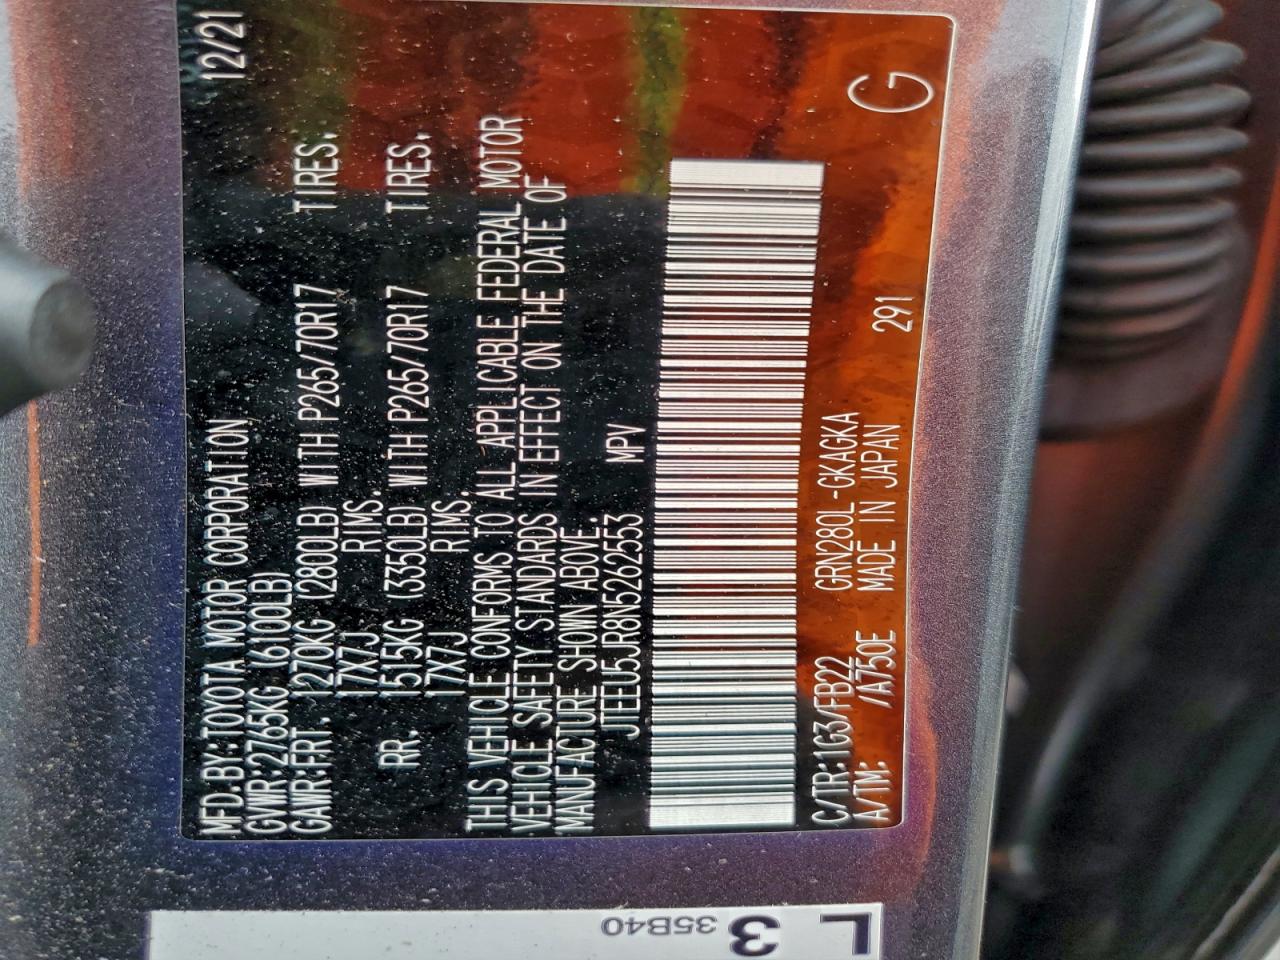 MFD.BY:TOYOTA MOTOR CORPORATION 12/21
GVWR:2765KG (6100LB)
GAWR:FRT. 1270KG (2800LB) WITH P265/70R17 TIRES.
17X7J RIMS.
RR. 1515KG (3350LB) WITH P265/70R17 TIRES.
17X7J RIMS.
THIS VEHICLE CONFORMS TO ALL APPLICABLE FEDERAL MOTOR
VEHICLE SAFETY STANDARDS IN EFFECT ON THE DATE OF
MANUFACTURE SHOWN ABOVE.
JTEEU5JR8N5262553 MPV
C/TR:1G3/FB22 GRN280L-GKAGKA
A/TM: /A750E MADE IN JAPAN 291 G
L
3
35B40